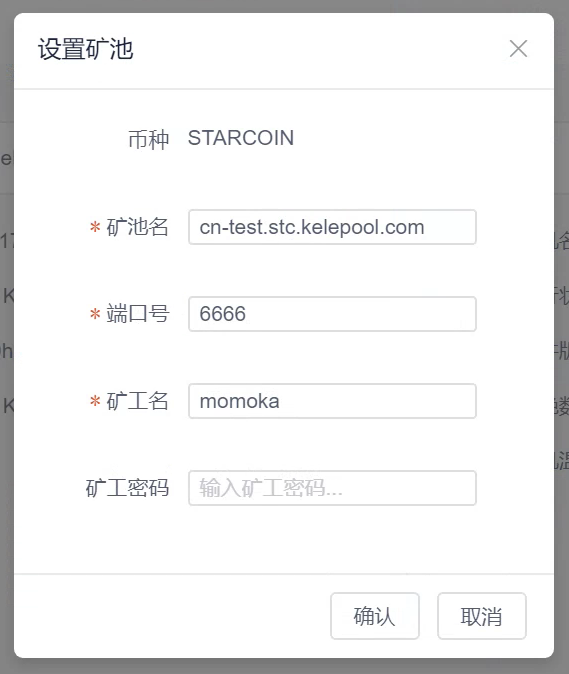 设置矿池
币种 STARCOIN
* 矿池名 cn-test.stc.kelepool.com
* 端口号 6666
* 矿工名 momoka
矿工密码 输入矿工密码...
确认 取消